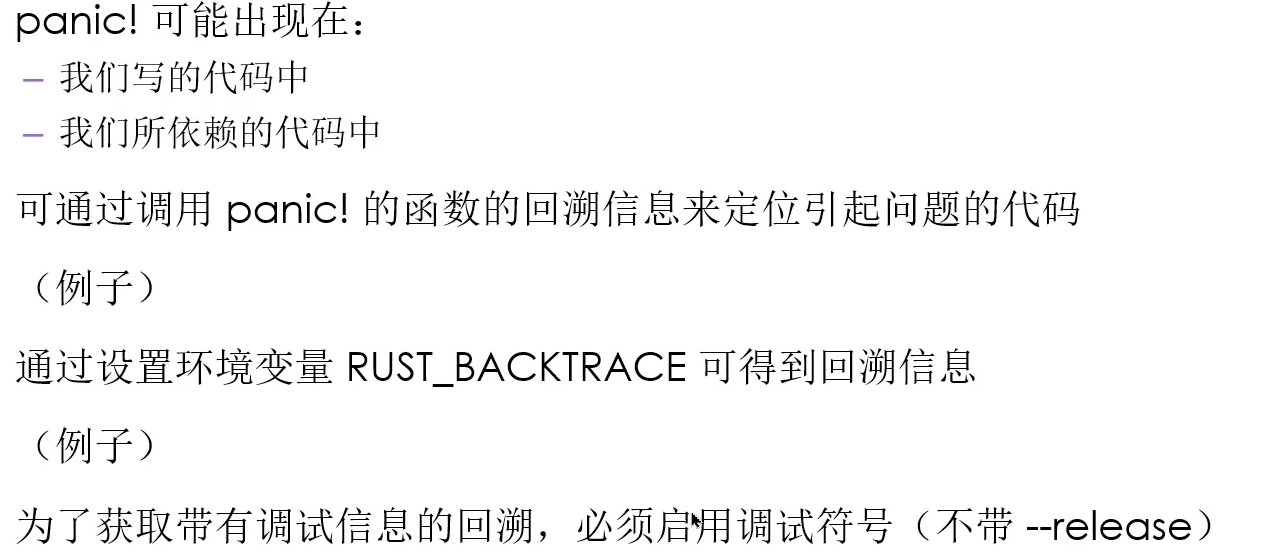 panic! 可能出现在：
– 我们写的代码中
– 我们所依赖的代码中
可通过调用 panic! 的函数的回溯信息来定位引起问题的代码
（例子）
通过设置环境变量 RUST_BACKTRACE 可得到回溯信息
（例子）
为了获取带有调试信息的回溯，必须启用调试符号（不带 --release）